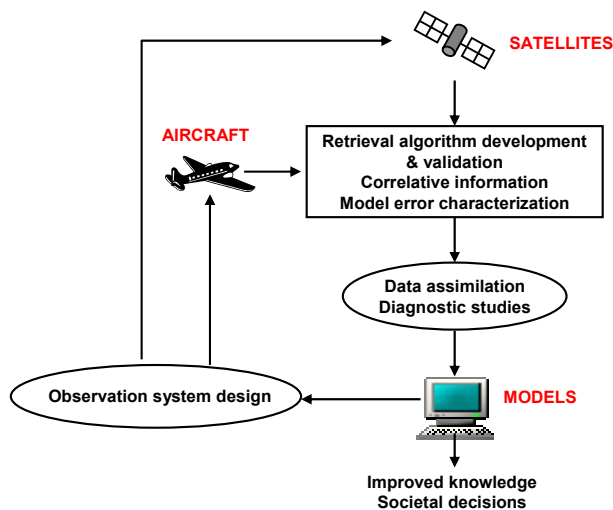 SATELLITES
AIRCRAFT
Retrieval algorithm development
& validation
Correlative information
Model error characterization
Data assimilation
Diagnostic studies
Observation system design
MODELS
Improved knowledge
Societal decisions